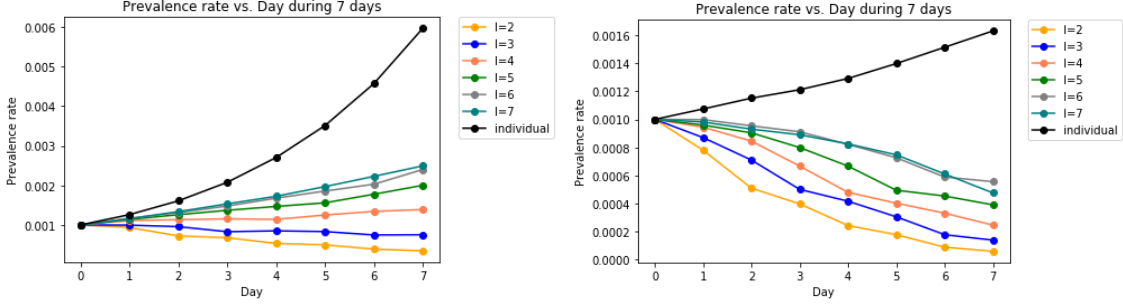 Prevalence rate vs. Day during 7 days
0.006
0.005
0.004
0.003
0.002
0.001
Prevalence rate
0 1 2 3 4 5 6 7
Day
l=2
l=3
l=4
l=5
l=6
l=7
individual
Prevalence rate vs. Day during 7 days
0.0016
0.0014
0.0012
0.0010
0.0008
0.0006
0.0004
0.0002
0.0000
Prevalence rate
0 1 2 3 4 5 6 7
Day
l=2
l=3
l=4
l=5
l=6
l=7
individual